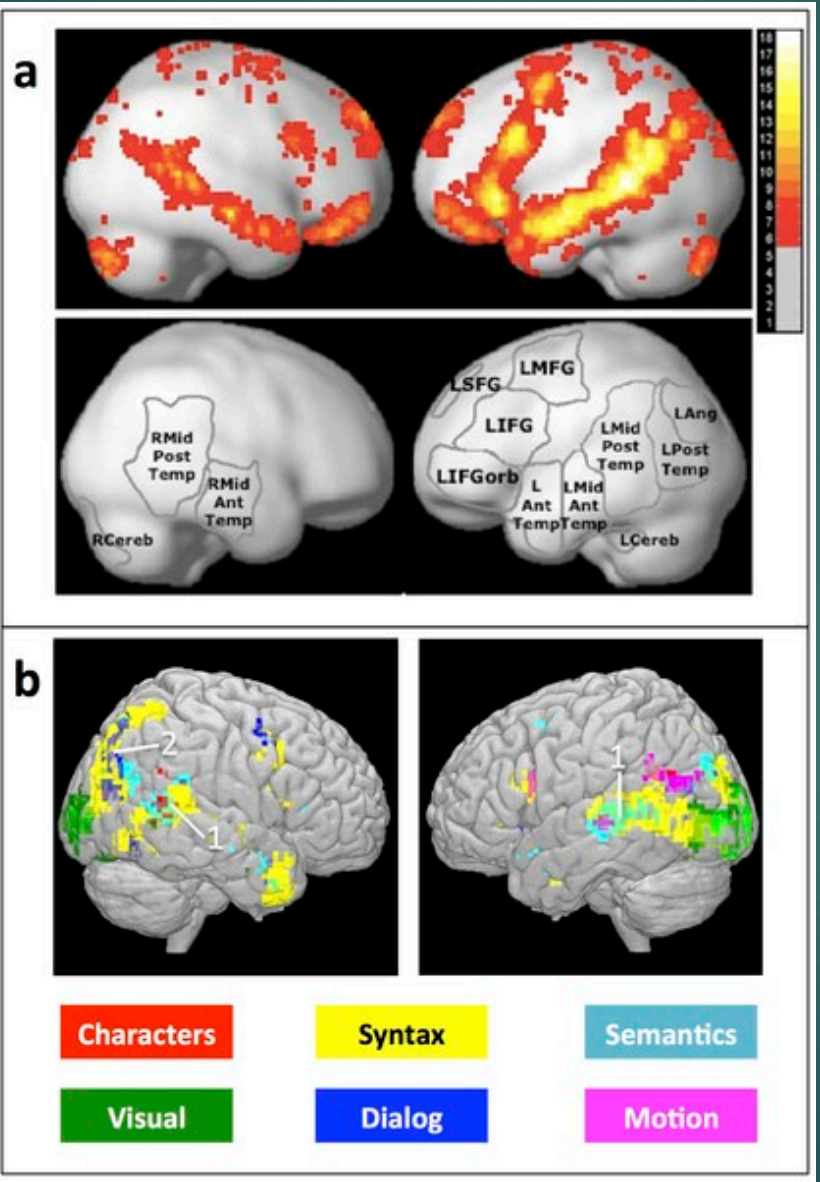 a
18
17
16
15
14
13
12
11
10
9
8
7
6
5
4
3
2
1
RMid
Post
Temp
RMid
Ant
Temp
RCereb
LSFG
LMFG
LIFG
LIFGorb
L
Ant
Temp
LMid
Ant
Temp
LMid
Post
Temp
LAng
LPost
Temp
LCereb
b
2
1
1
Characters
Syntax
Semantics
Visual
Dialog
Motion